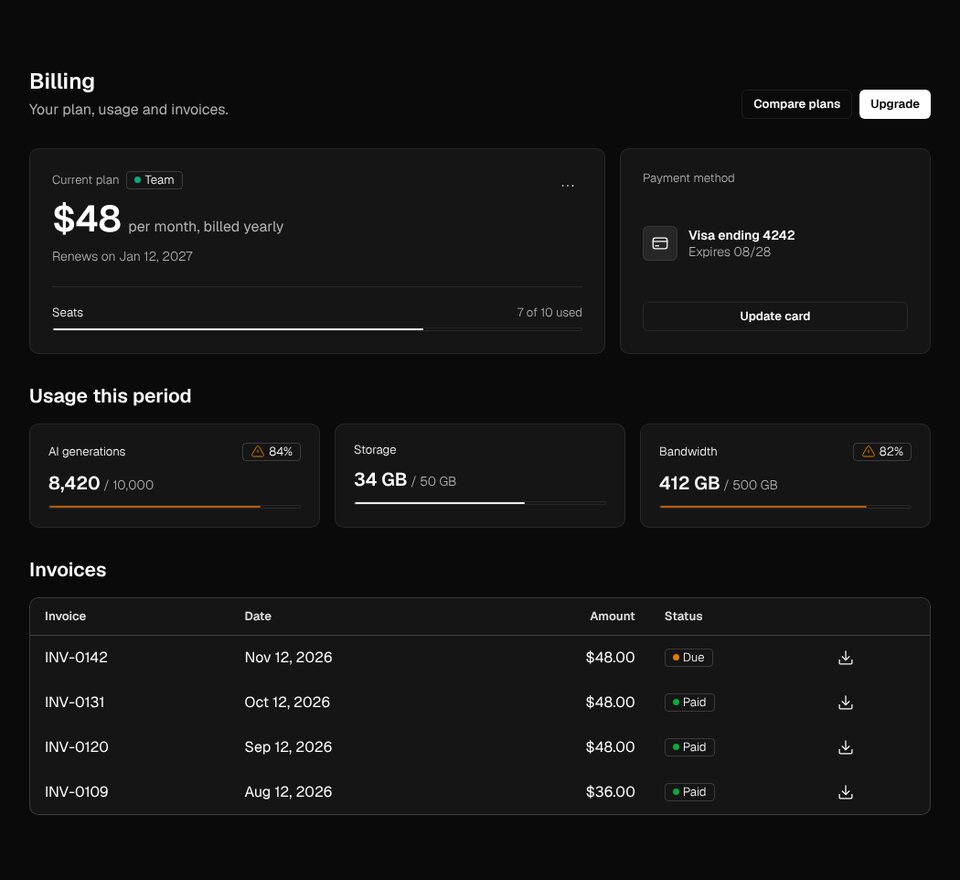 Billing
Your plan, usage and invoices.
Compare plans
Upgrade
Current plan Team
...
$48 per month, billed yearly
Renews on Jan 12, 2027
Seats 7 of 10 used
Payment method
Visa ending 4242
Expires 08/28
Update card
Usage this period
AI generations 84%
8,420 / 10,000
Storage
34 GB / 50 GB
Bandwidth 82%
412 GB / 500 GB
Invoices
Invoice Date Amount Status
INV-0142 Nov 12, 2026 $48.00 Due
INV-0131 Oct 12, 2026 $48.00 Paid
INV-0120 Sep 12, 2026 $48.00 Paid
INV-0109 Aug 12, 2026 $36.00 Paid